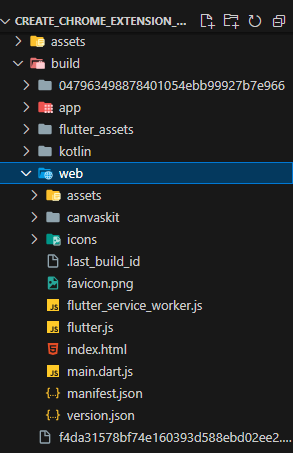 CREATE_CHROME_EXTENSION_...
assets
build
047963498878401054ebb99927b7e966
app
flutter_assets
kotlin
web
assets
canvaskit
icons
.last_build_id
favicon.png
flutter_service_worker.js
flutter.js
index.html
main.dart.js
manifest.json
version.json
f4da31578bf74e160393d588ebd02ee2....